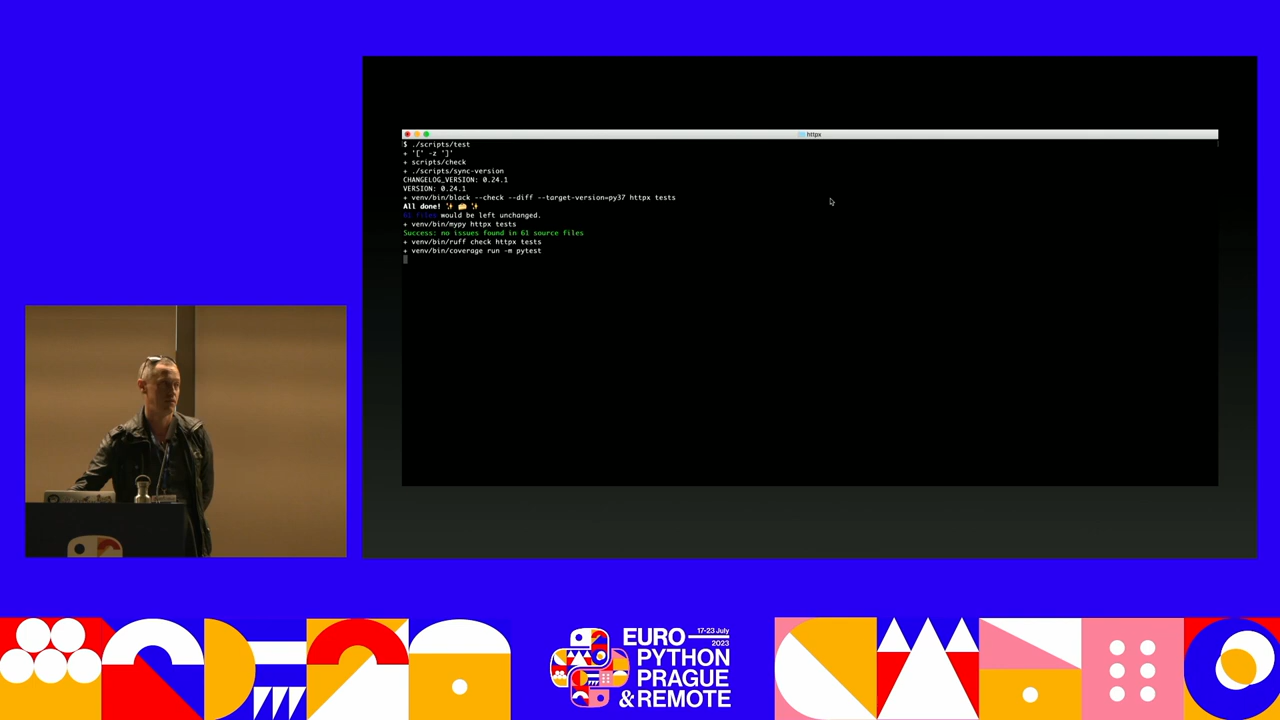 httpx
$ ./scripts/test
+ '[' -z ']'
+ scripts/check
+ ./scripts/sync-version
CHANGELOG_VERSION: 0.24.1
VERSION: 0.24.1
+ venv/bin/black --check --diff --target-version=py37 httpx tests
All done! ✨ 🍰 ✨
61 files would be left unchanged.
+ venv/bin/mypy httpx tests
Success: no issues found in 61 source files
+ venv/bin/ruff check httpx tests
+ venv/bin/coverage run -m pytest
EURO
17-23 July
2023
PYTHON
PRAGUE
& REMOTE